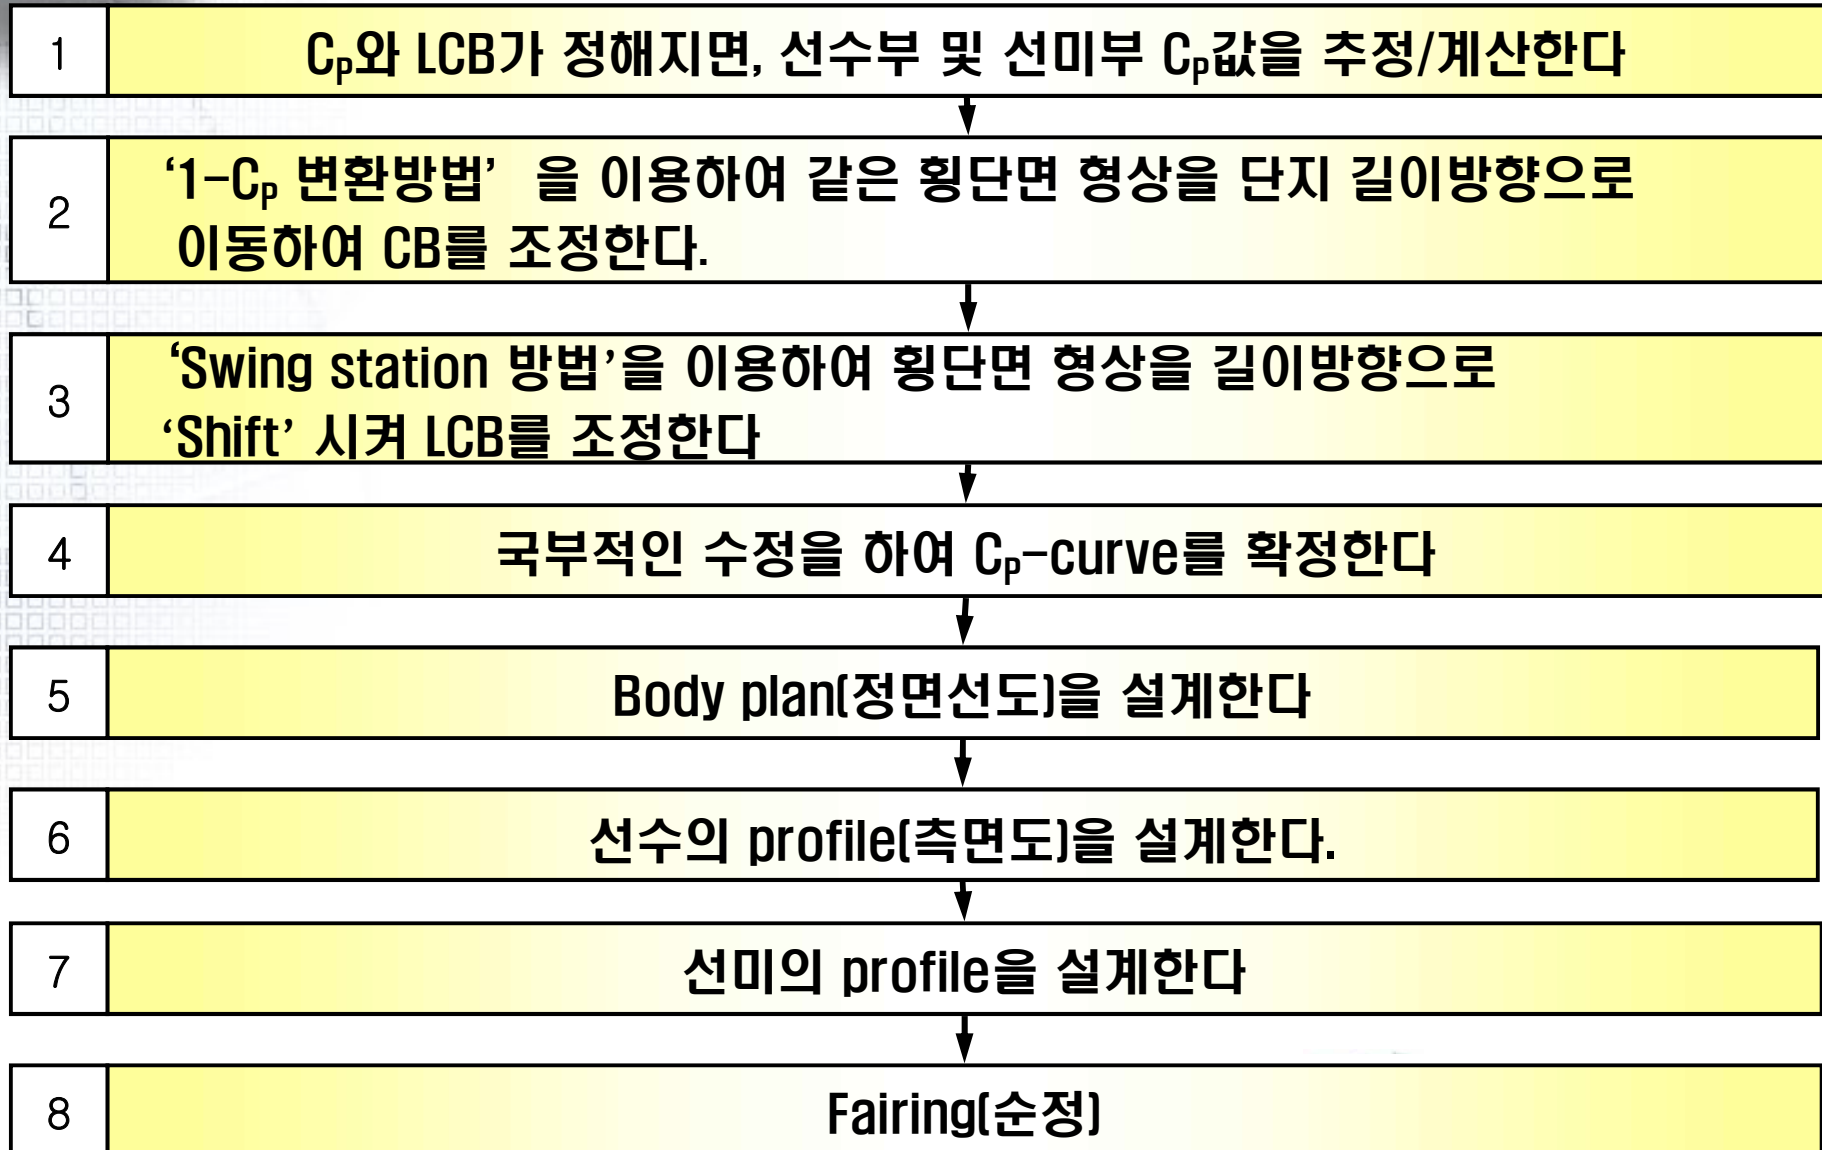 1
Cₚ와 LCB가 정해지면, 선수부 및 선미부 Cₚ값을 추정/계산한다
2
‘1-Cₚ 변환방법’ 을 이용하여 같은 횡단면 형상을 단지 길이방향으로
이동하여 CB를 조정한다.
3
‘Swing station 방법’을 이용하여 횡단면 형상을 길이방향으로
‘Shift’ 시켜 LCB를 조정한다
4
국부적인 수정을 하여 Cₚ-curve를 확정한다
5
Body plan(정면선도)을 설계한다
6
선수의 profile(측면도)을 설계한다.
7
선미의 profile을 설계한다
8
Fairing(순정)